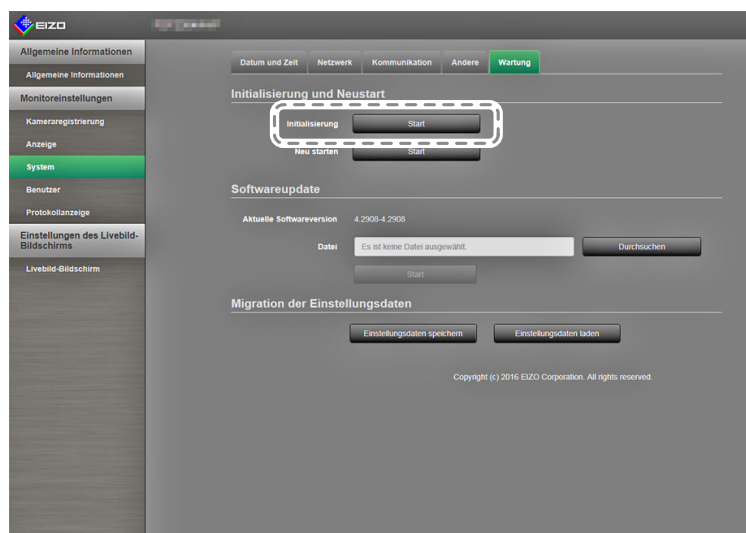 EIZO
Allgemeine Informationen
Allgemeine Informationen
Monitoreinstellungen
Kameraregistrierung
Anzeige
System
Benutzer
Protokollanzeige
Einstellungen des Livebild-
Bildschirms
Livebild-Bildschirm
Datum und Zeit Netzwerk Kommunikation Andere Wartung
Initialisierung und Neustart
Initialisierung Start
Neu starten Start
Softwareupdate
Aktuelle Softwareversion 4.2908-4.2908
Datei Es ist keine Datei ausgewählt. Durchsuchen
Start
Migration der Einstellungsdaten
Einstellungsdaten speichern Einstellungsdaten laden
Copyright (c) 2016 EIZO Corporation. All rights reserved.